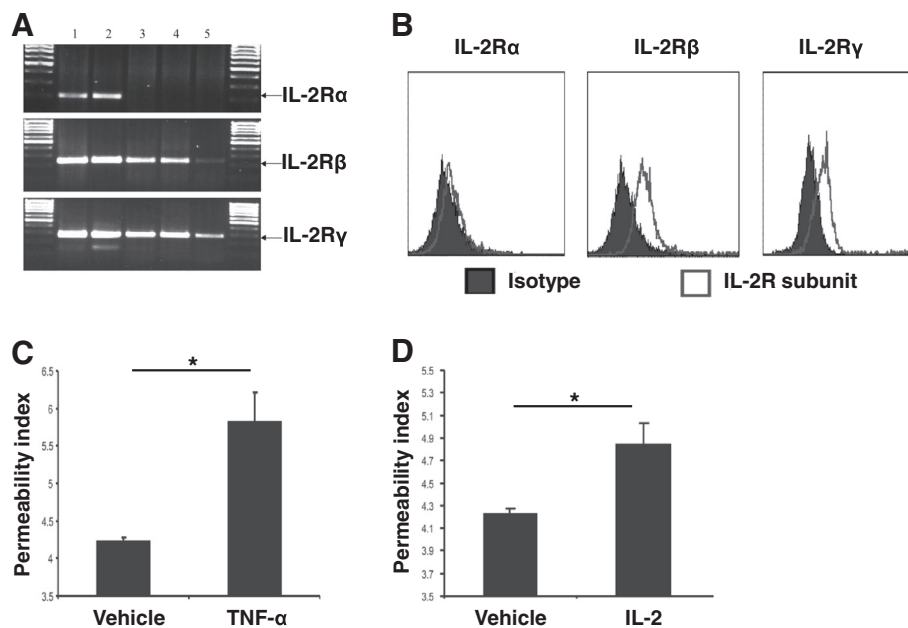 A
1 2 3 4 5
IL-2Rα
IL-2Rβ
IL-2Rγ
B
IL-2Rα IL-2Rβ IL-2Rγ
Isotype IL-2R subunit
C
*
Permeability index
6.5
6
5.5
5
4.5
4
3.5
Vehicle TNF-α
D
*
Permeability index
5.5
5.3
5.1
4.9
4.7
4.5
4.3
4.1
3.9
3.7
3.5
Vehicle IL-2